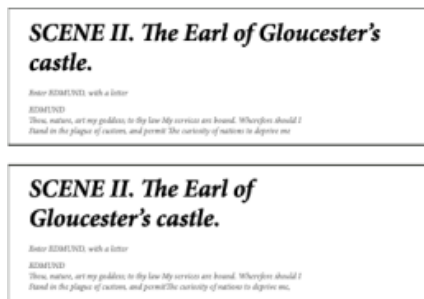 SCENE II. The Earl of Gloucester's
castle.
Enter EDMUND, with a letter
EDMUND
Thou, nature, art my goddess; to thy law My services are bound. Wherefore should I
Stand in the plague of custom, and permit The curiosity of nations to deprive me
SCENE II. The Earl of
Gloucester's castle.
Enter EDMUND, with a letter
EDMUND
Thou, nature, art my goddess; to thy law My services are bound. Wherefore should I
Stand in the plague of custom, and permit The curiosity of nations to deprive me,